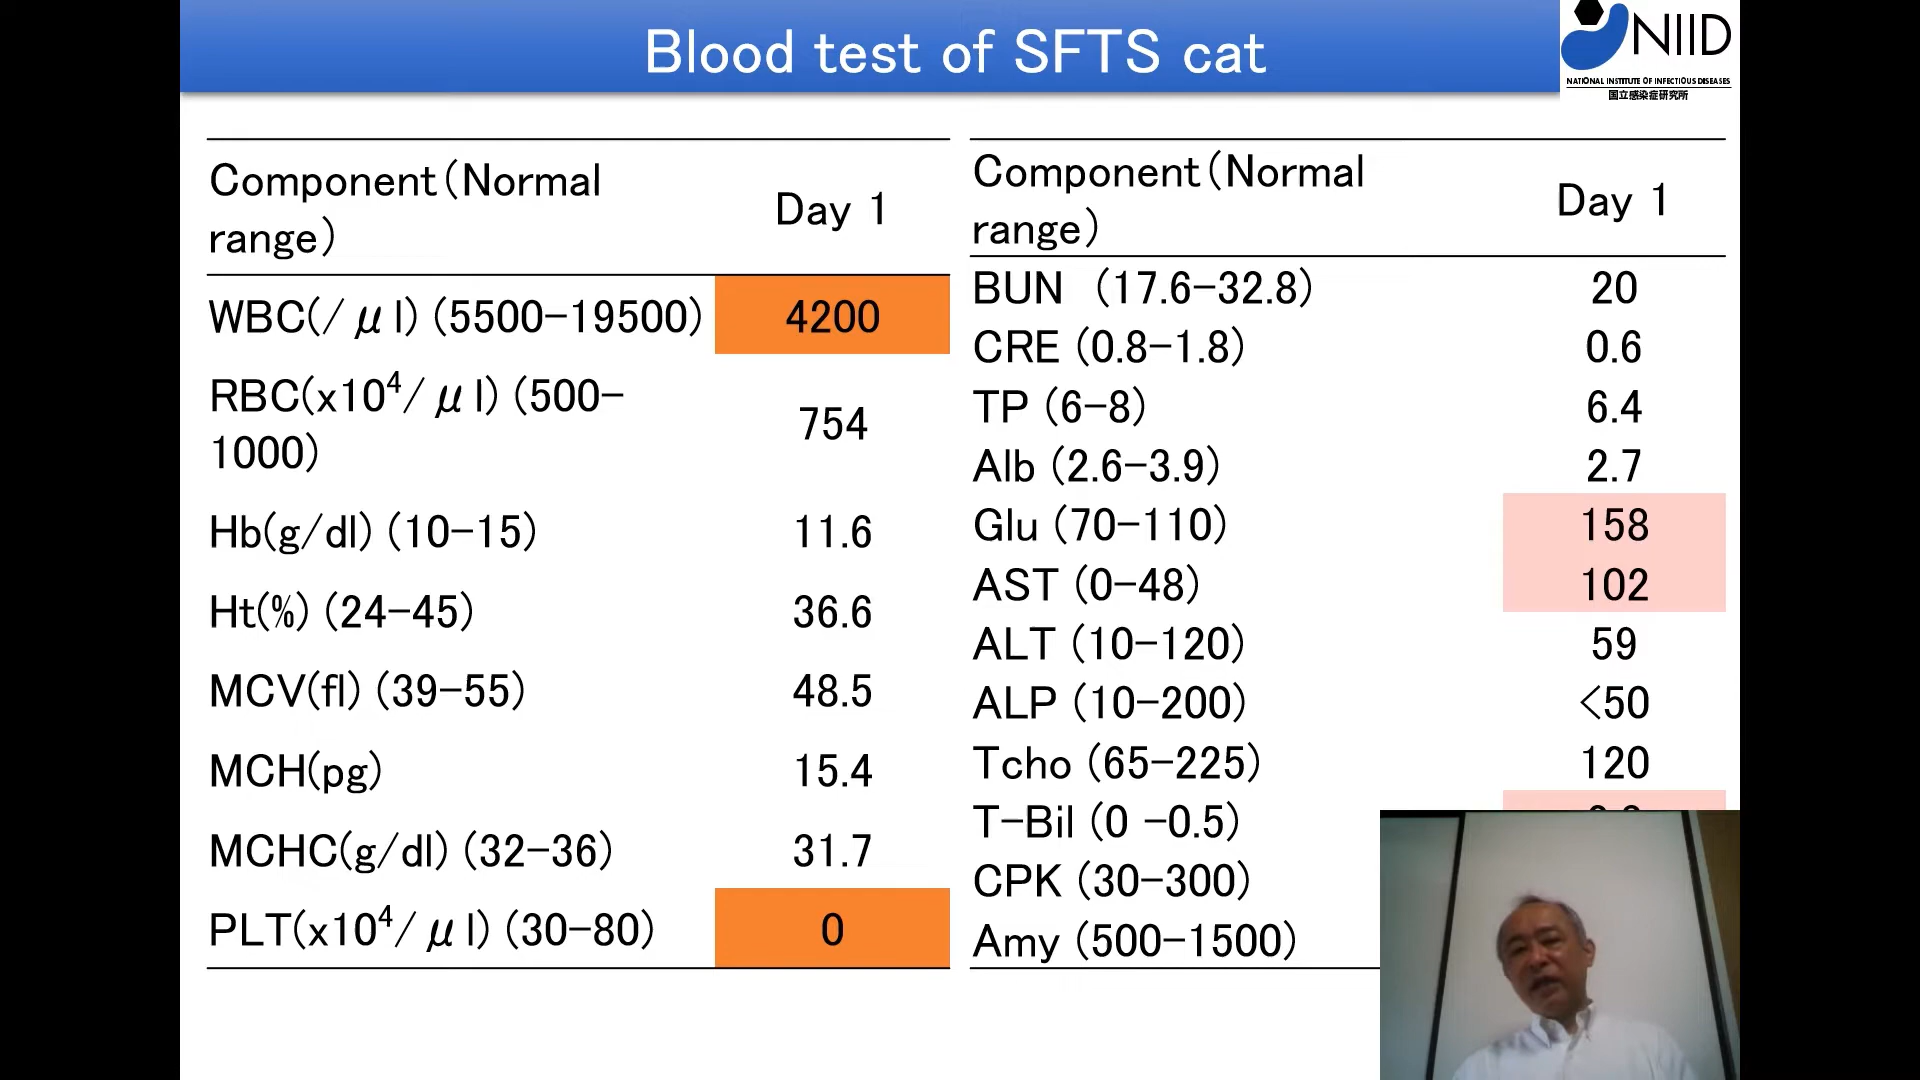 Blood test of SFTS cat
NIID
NATIONAL INSTITUTE OF INFECTIOUS DISEASES
国立感染症研究所
Component(Normal range) Day 1
WBC(/μl) (5500-19500) 4200
RBC(x10⁴/μl) (500-1000) 754
Hb(g/dl) (10-15) 11.6
Ht(%) (24-45) 36.6
MCV(fl) (39-55) 48.5
MCH(pg) 15.4
MCHC(g/dl) (32-36) 31.7
PLT(x10⁴/μl) (30-80) 0
Component(Normal range) Day 1
BUN (17.6-32.8) 20
CRE (0.8-1.8) 0.6
TP (6-8) 6.4
Alb (2.6-3.9) 2.7
Glu (70-110) 158
AST (0-48) 102
ALT (10-120) 59
ALP (10-200) <50
Tcho (65-225) 120
T-Bil (0 -0.5)
CPK (30-300)
Amy (500-1500)